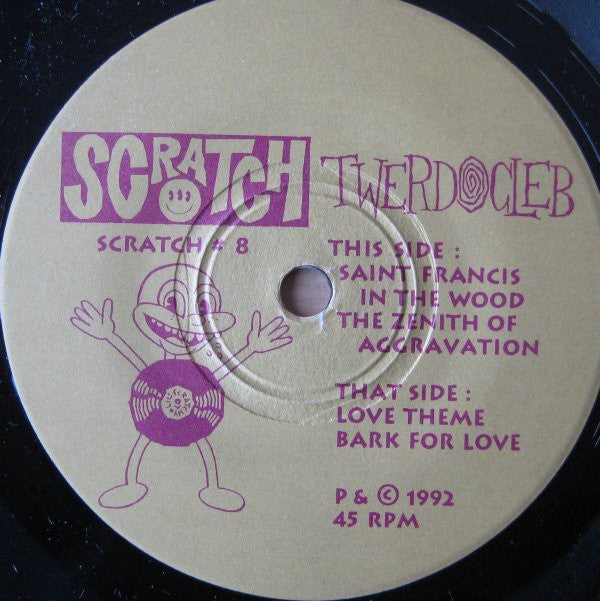 SCRATCH
TWERDOCLEB
SCRATCH # 8
THIS SIDE :
SAINT FRANCIS
IN THE WOOD
THE ZENITH OF
AGGRAVATION
THAT SIDE :
LOVE THEME
BARK FOR LOVE
P & © 1992
45 RPM